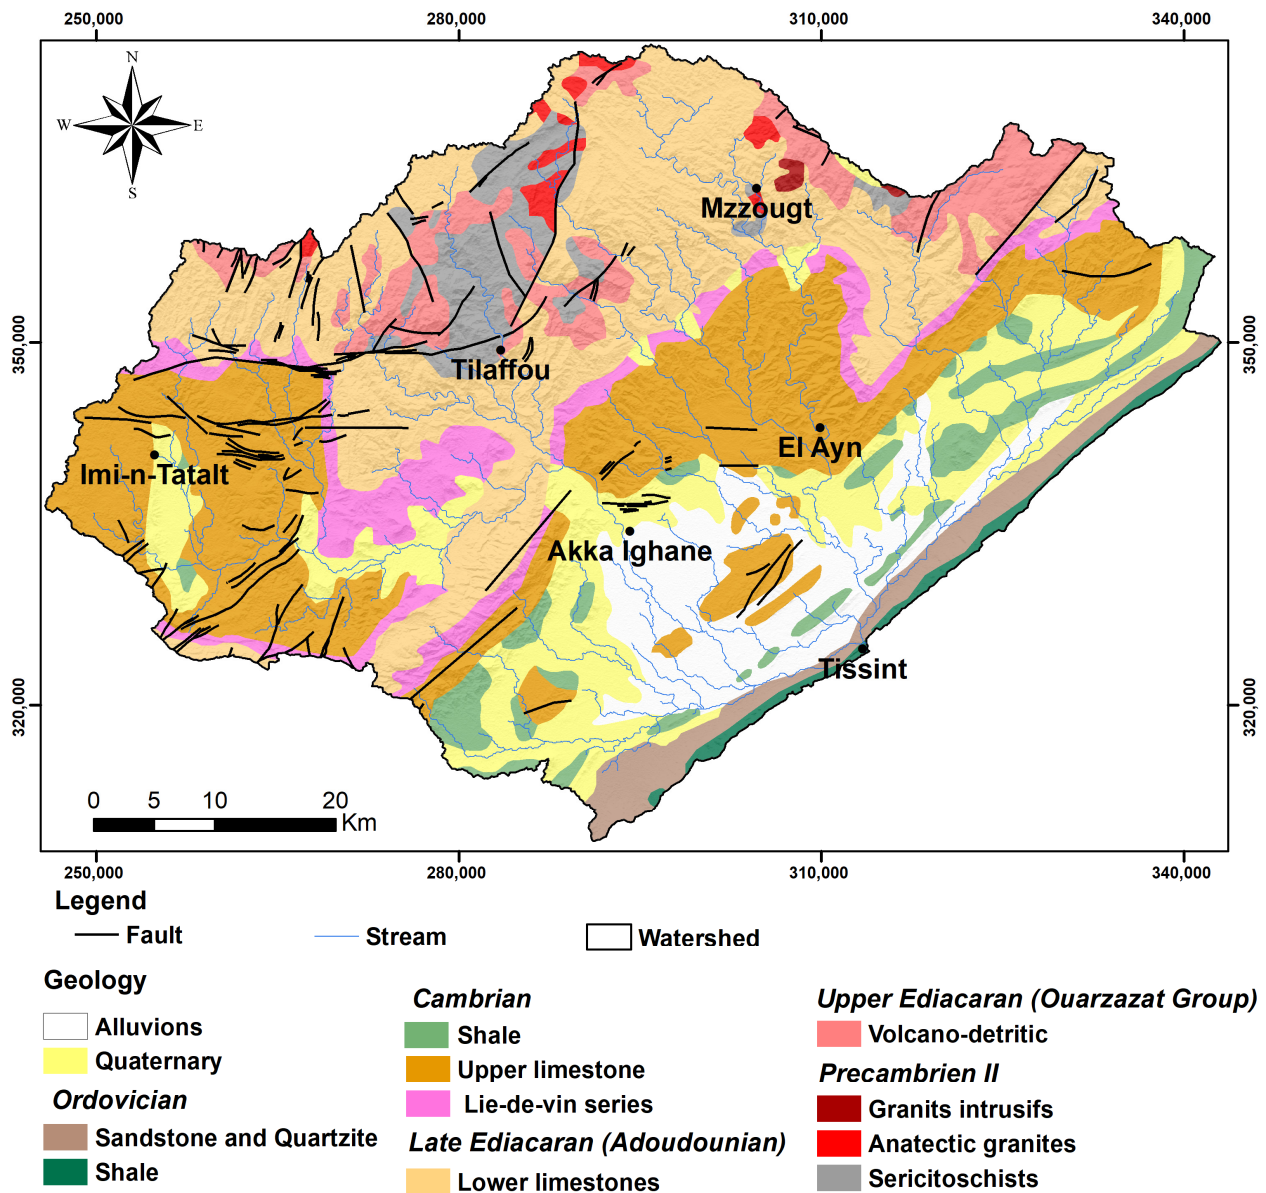 250,000 280,000 310,000 340,000
N
W E
S
Mzzougt
350,000 350,000
Tilaffou
El Ayn
Imi-n-Tatalt
Akka Ighane
Tissint
320,000 320,000
0 5 10 20
Km
250,000 280,000 310,000 340,000
Legend
Fault Stream Watershed
Geology
Alluvions
Quaternary
Ordovician
Sandstone and Quartzite
Shale
Cambrian
Shale
Upper limestone
Lie-de-vin series
Late Ediacaran (Adoudounian)
Lower limestones
Upper Ediacaran (Ouarzazat Group)
Volcano-detritic
Precambrien II
Granits intrusifs
Anatectic granites
Sericitoschists